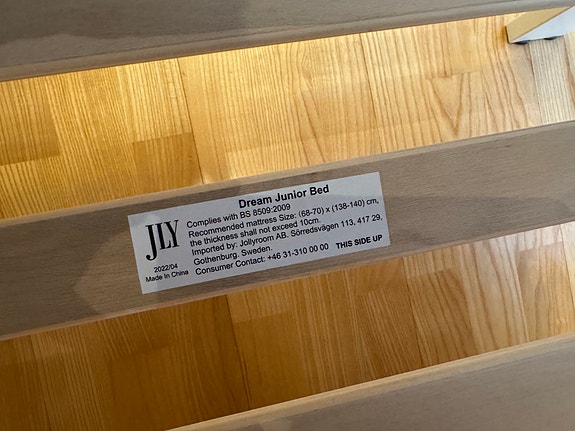 Dream Junior Bed
Complies with BS 8509:2009
Recommended mattress Size: (68-70) x (138-140) cm,
the thickness shall not exceed 10cm.
Imported by: Jollyroom AB. Sörredsvägen 113, 417 29,
Gothenburg, Sweden.
Consumer Contact: +46 31-310 00 00 THIS SIDE UP
JLY
2022/04
Made In China